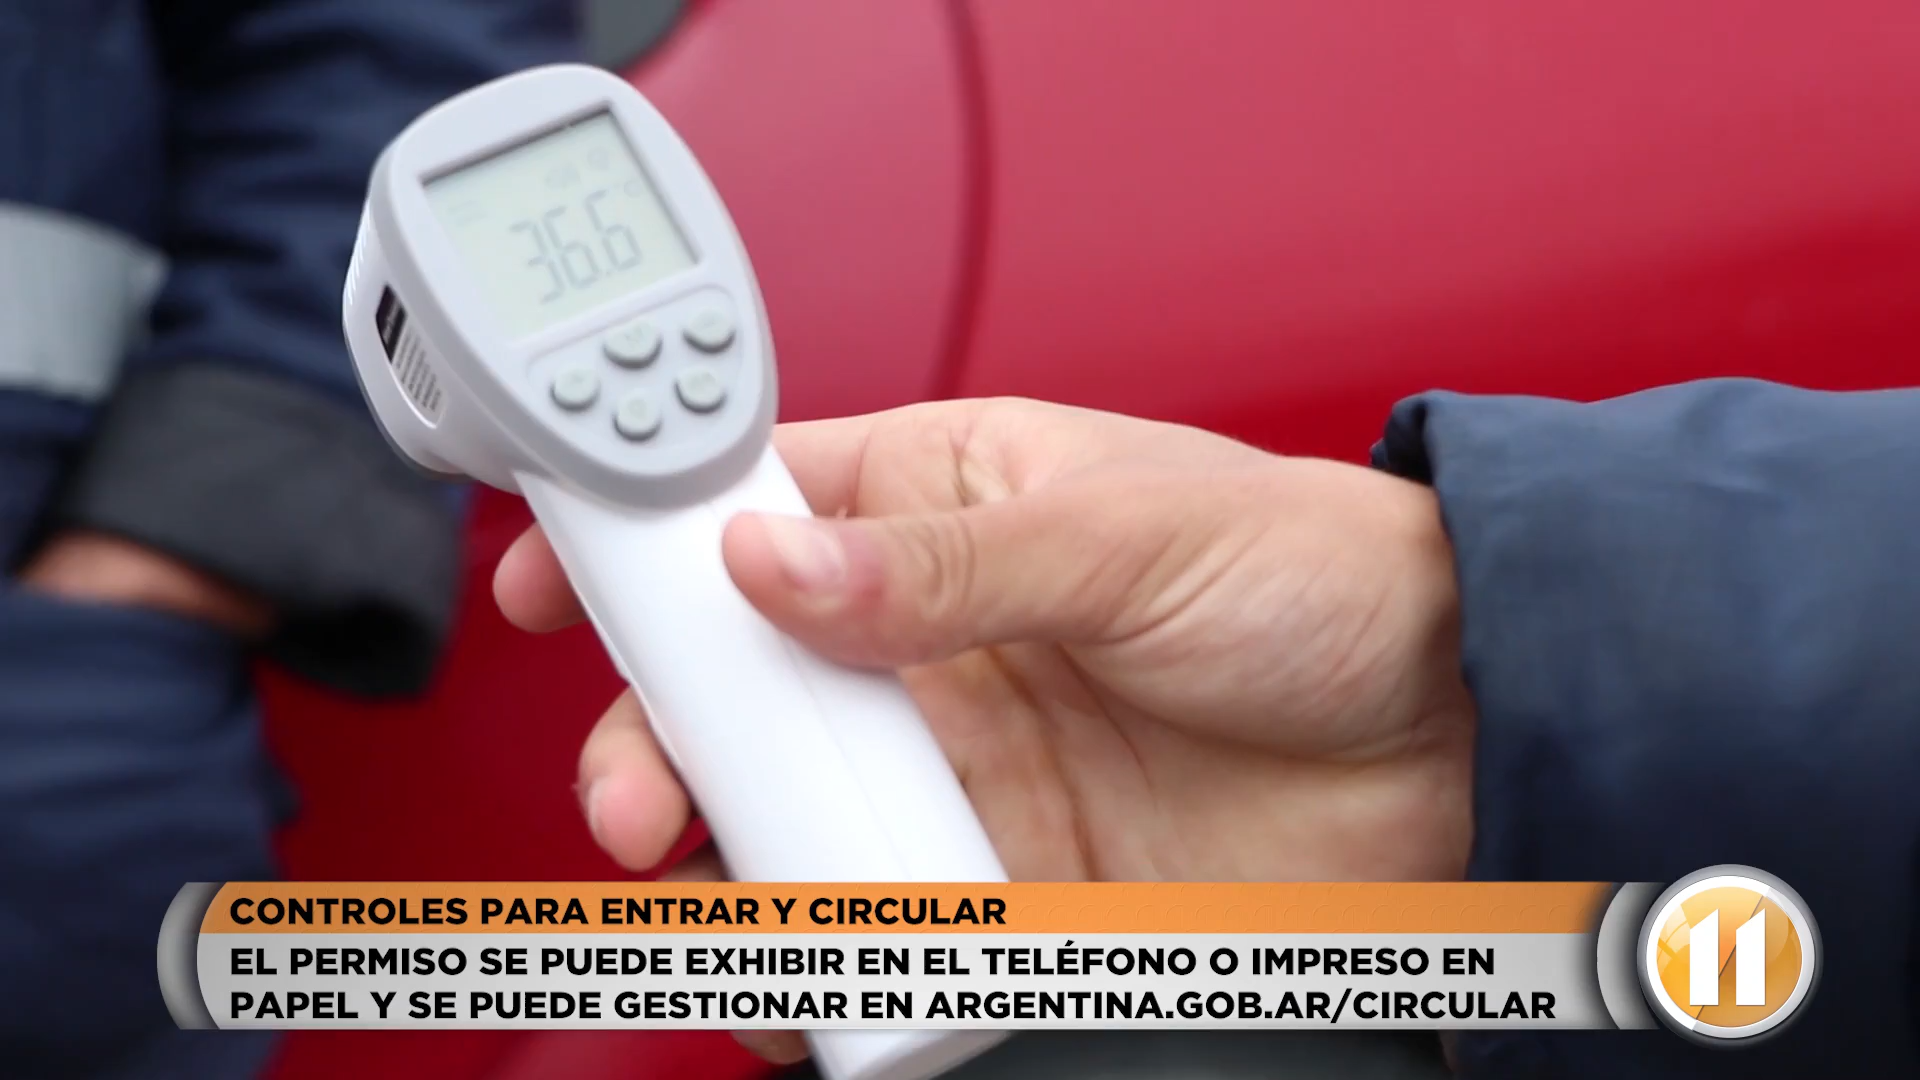 36.6
CONTROLES PARA ENTRAR Y CIRCULAR
EL PERMISO SE PUEDE EXHIBIR EN EL TELÉFONO O IMPRESO EN
PAPEL Y SE PUEDE GESTIONAR EN ARGENTINA.GOB.AR/CIRCULAR
11